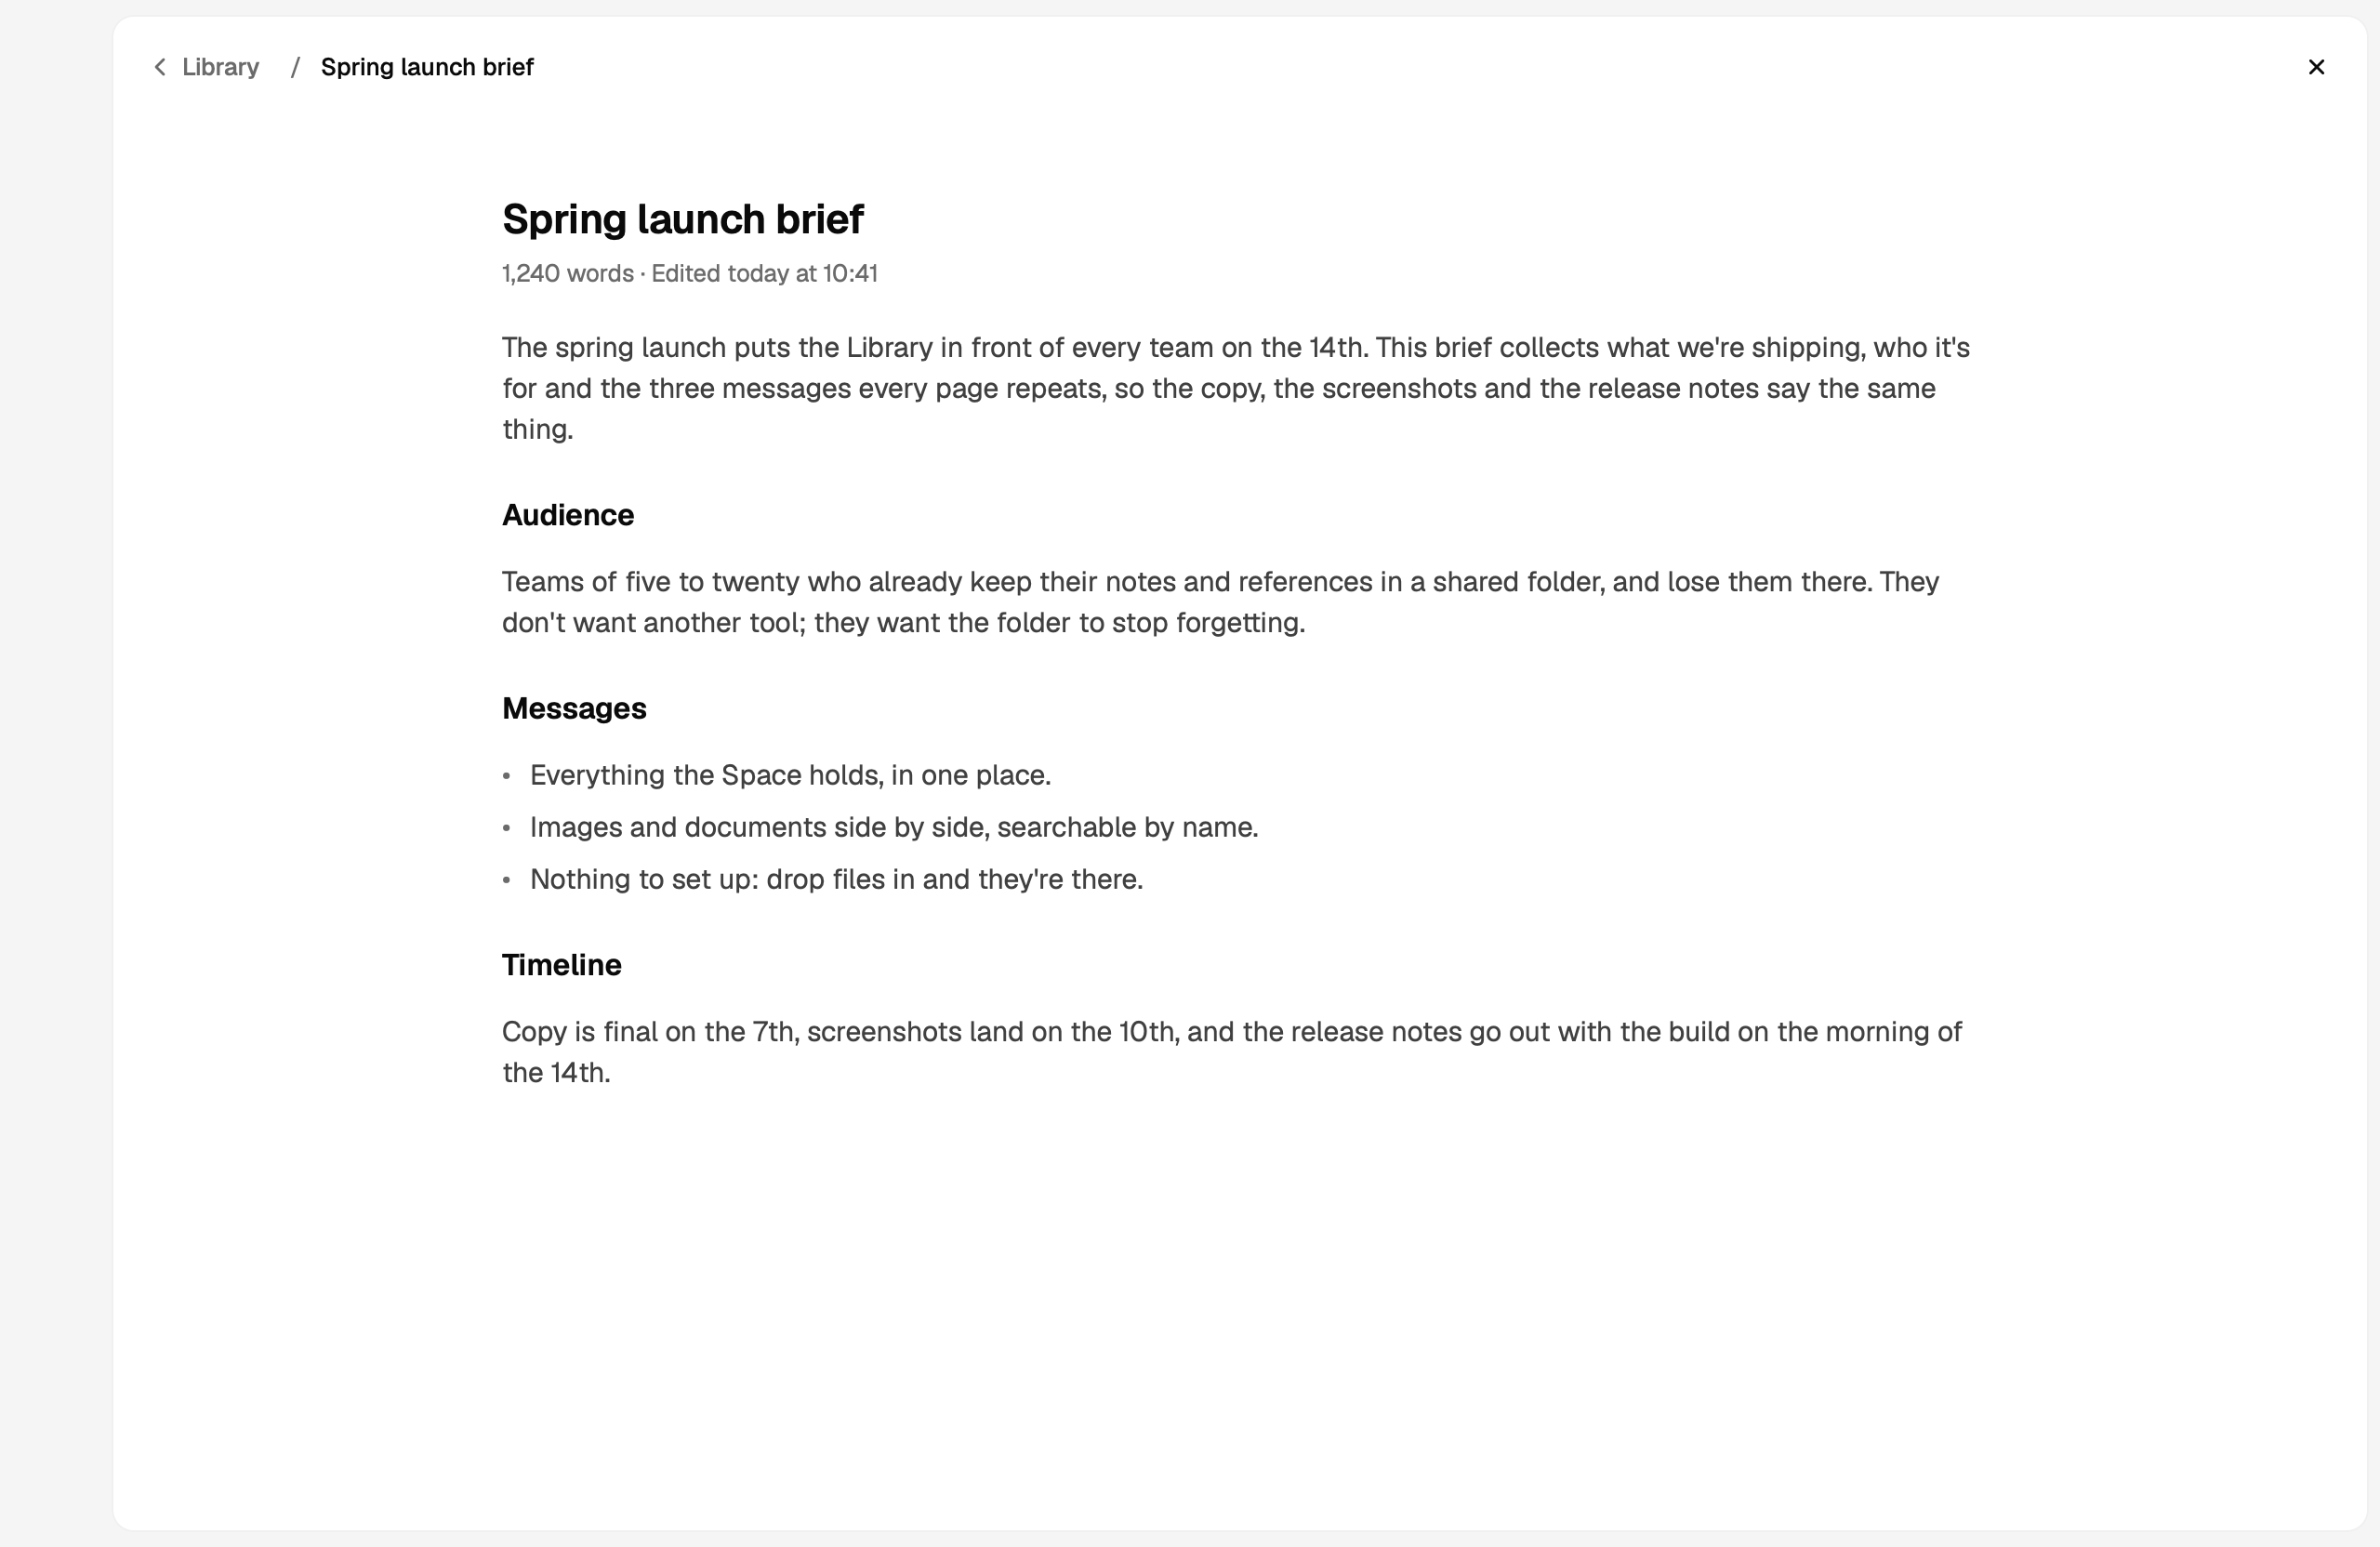 Library / Spring launch brief
Spring launch brief
1,240 words · Edited today at 10:41
The spring launch puts the Library in front of every team on the 14th. This brief collects what we're shipping, who it's
for and the three messages every page repeats, so the copy, the screenshots and the release notes say the same
thing.
Audience
Teams of five to twenty who already keep their notes and references in a shared folder, and lose them there. They
don't want another tool; they want the folder to stop forgetting.
Messages
• Everything the Space holds, in one place.
• Images and documents side by side, searchable by name.
• Nothing to set up: drop files in and they're there.
Timeline
Copy is final on the 7th, screenshots land on the 10th, and the release notes go out with the build on the morning of
the 14th.